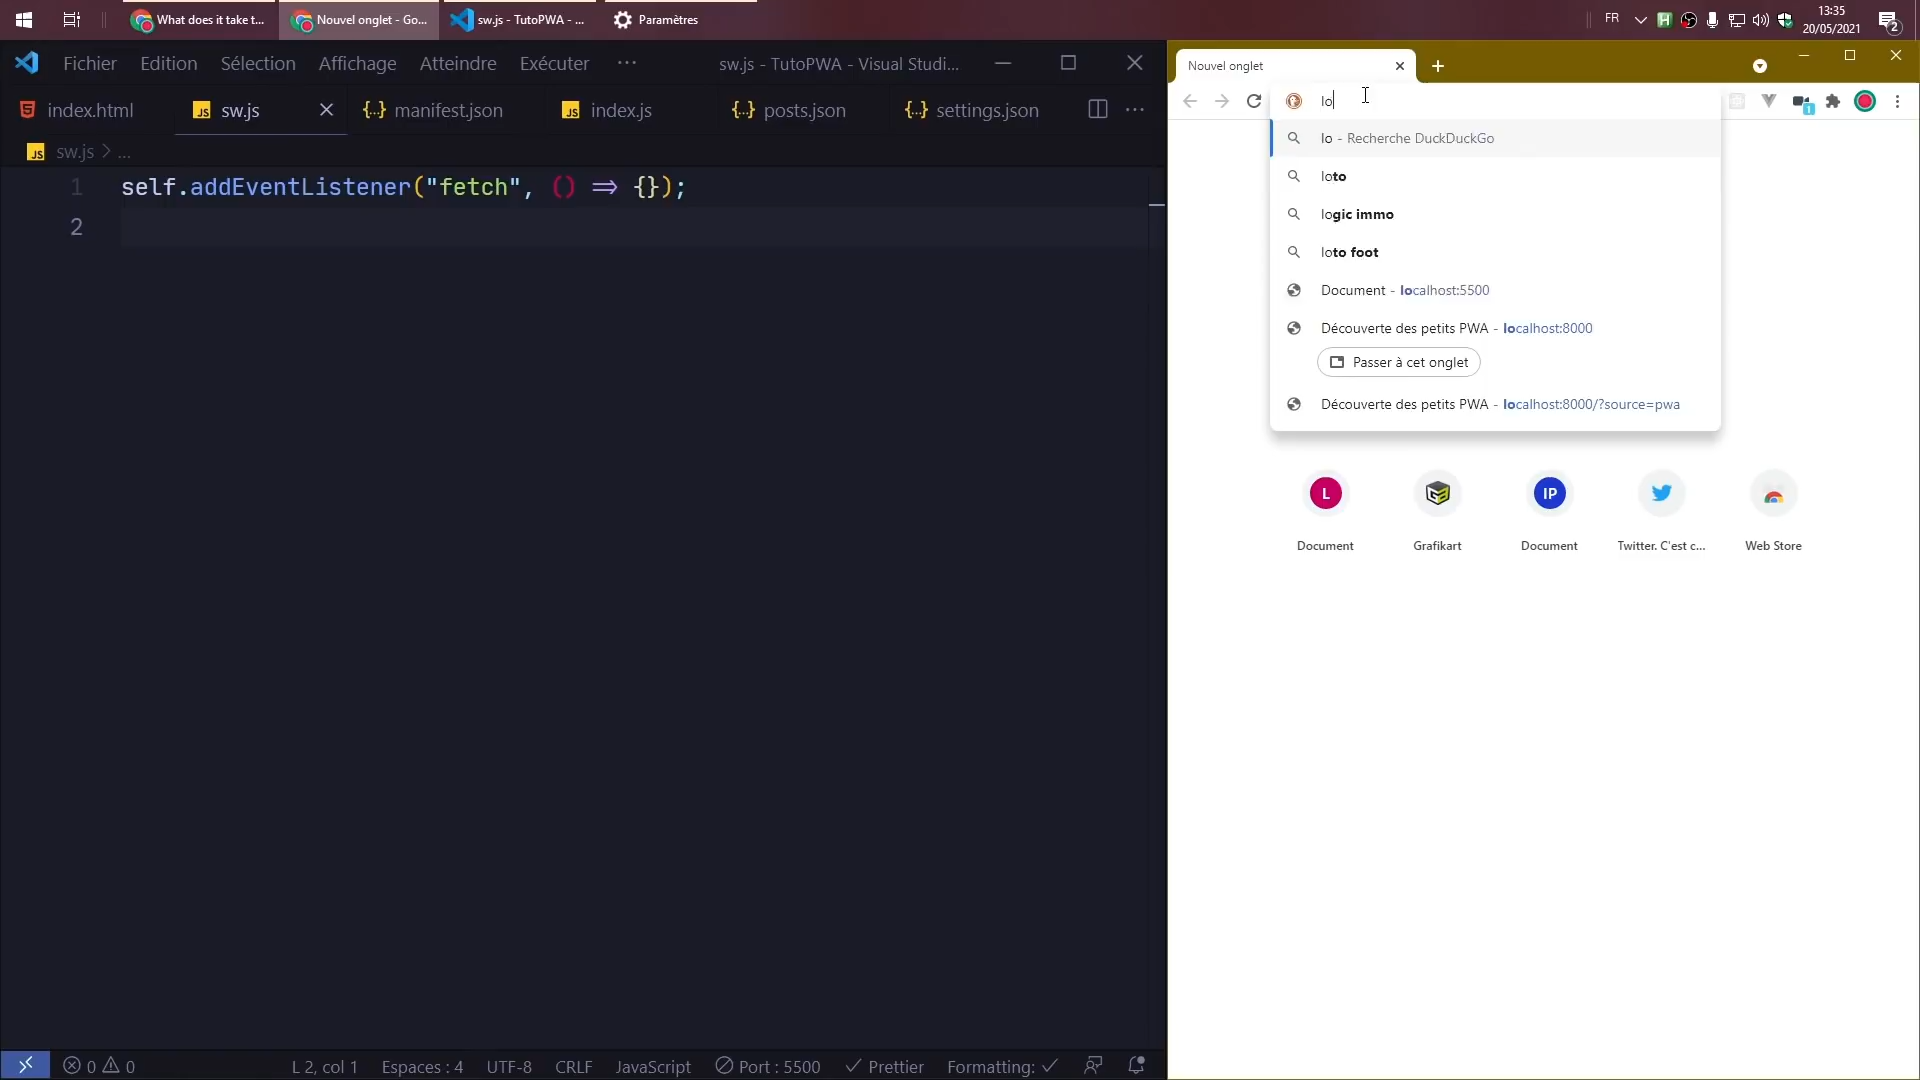 What does it take t...
Nouvel onglet - Go...
sw.js - TutoPWA - ...
Paramètres
FR
13:35
20/05/2021
2
Fichier
Edition
Sélection
Affichage
Atteindre
Exécuter
...
sw.js - TutoPWA - Visual Studi...
index.html
JS sw.js
{...} manifest.json
JS index.js
{...} posts.json
{...} settings.json
...
JS sw.js > ...
1 self.addEventListener("fetch", () => {});
2
0
0
L 2, col 1
Espaces : 4
UTF-8
CRLF
JavaScript
Port : 5500
Prettier
Formatting:
Nouvel onglet
lo
1
lo - Recherche DuckDuckGo
loto
logic immo
loto foot
Document - localhost:5500
Découverte des petits PWA - localhost:8000
Passer à cet onglet
Découverte des petits PWA - localhost:8000/?source=pwa
L
IP
Document
Grafikart
Document
Twitter. C'est c...
Web Store